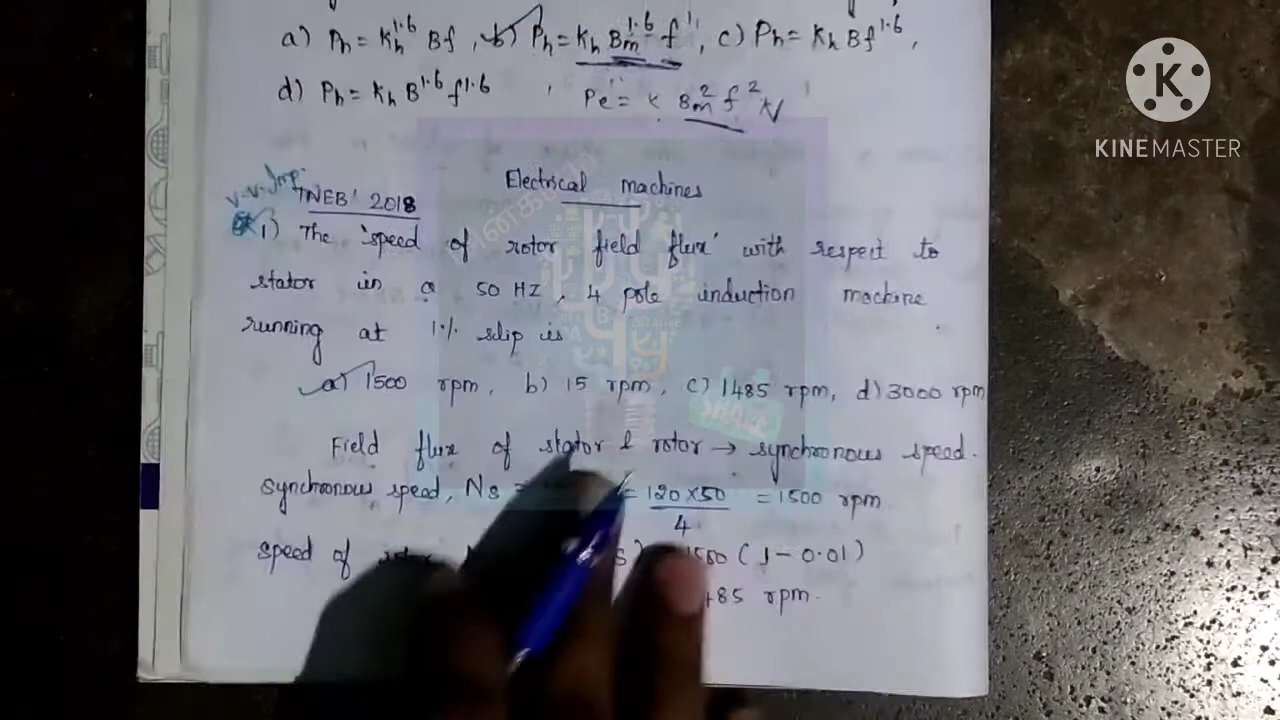 a) Ph = Kh^1.6 Bf, b) Ph = Kh Bm^1.6 f^1, c) Ph = Kh Bf^1.6,
d) Ph = Kh B^1.6 f^1.6 Pe = K Bm^2 f^2 V
K
KINEMASTER
Electrical machines
v.v.Imp. TNEB' 2018
1) The 'speed of rotor field flux' with respect to
stator in a 50 HZ, 4 pole induction machine
running at 1% slip is
a) 1500 rpm, b) 15 rpm, c) 1485 rpm, d) 3000 rpm
Field flux of stator & rotor → synchronous speed.
synchronous speed, Ns = = 120 × 50 / 4 = 1500 rpm
speed of s) 1500 (1 - 0.01)
485 rpm.